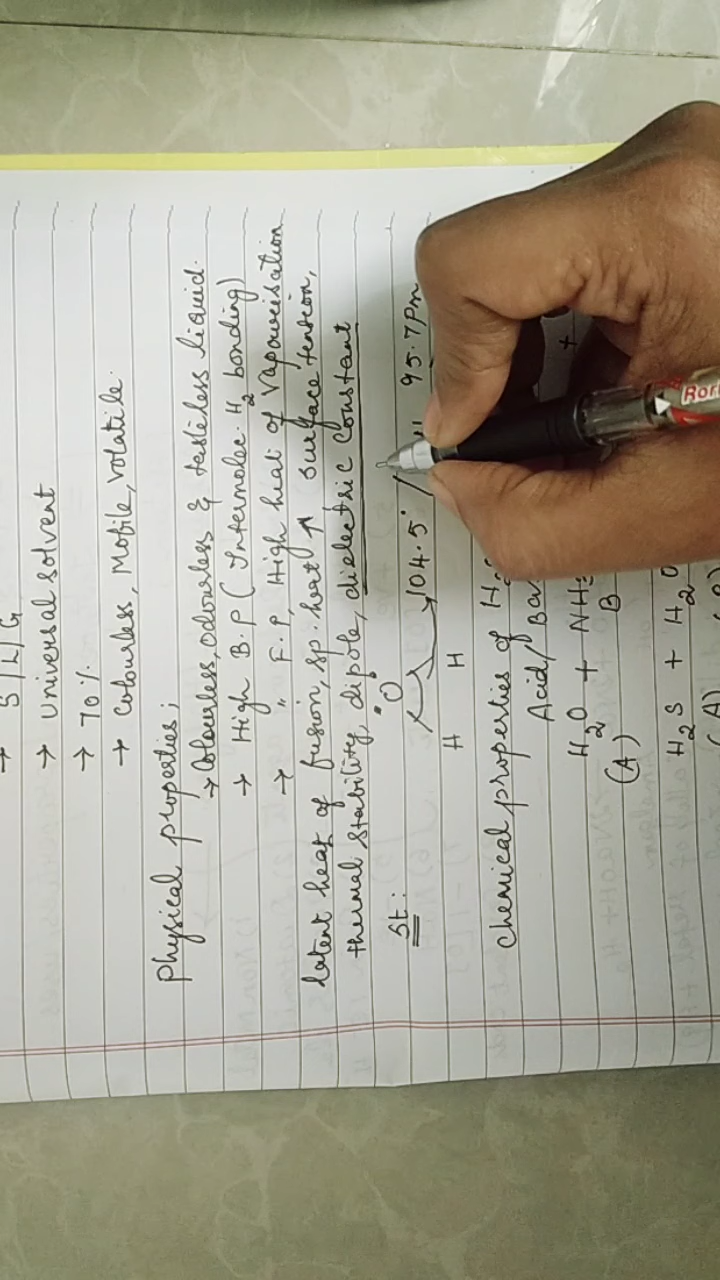 → S/L/G
→ Universal solvent
→ 70%
→ Colourless, Mobile, volatile.
Physical properties;
→ Colourless, odourless & tasteless liquid.
→ High B.P ( Intermolec. H2 bonding)
→ " F.P, High heat of vapourisation
latent heat of fusion, sp. heat ↑ surface tension,
thermal stability, dipole, dielectric constant
St:
O
104.5°
95.7pm
H H
Chemical properties of
Acid/
H2O + NH3
(A) B
H2S + H2O
(A)